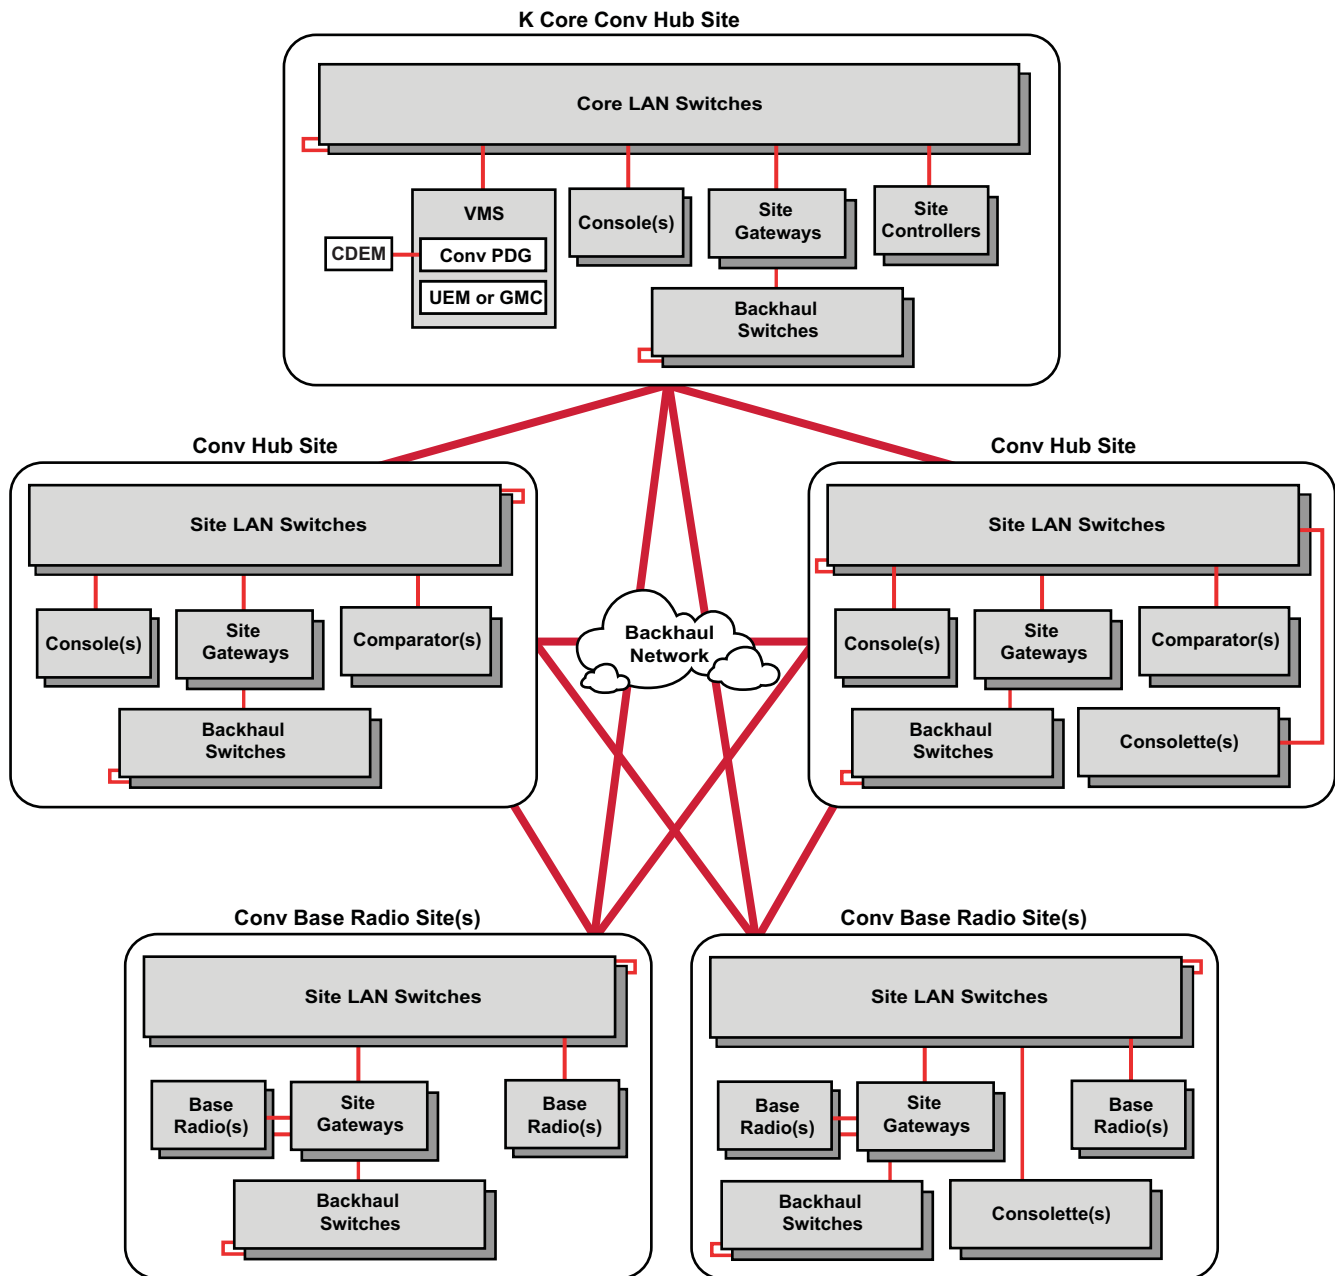 K Core Conv Hub Site
Core LAN Switches
VMS
Console(s)
Site
Gateways
Site
Controllers
CDEM
Conv PDG
UEM or GMC
Backhaul
Switches
Conv Hub Site
Site LAN Switches
Console(s)
Site
Gateways
Comparator(s)
Backhaul
Switches
Backhaul
Network
Conv Hub Site
Site LAN Switches
Console(s)
Site
Gateways
Comparator(s)
Backhaul
Switches
Consolette(s)
Conv Base Radio Site(s)
Site LAN Switches
Base
Radio(s)
Site
Gateways
Base
Radio(s)
Backhaul
Switches
Conv Base Radio Site(s)
Site LAN Switches
Base
Radio(s)
Site
Gateways
Base
Radio(s)
Backhaul
Switches
Consolette(s)